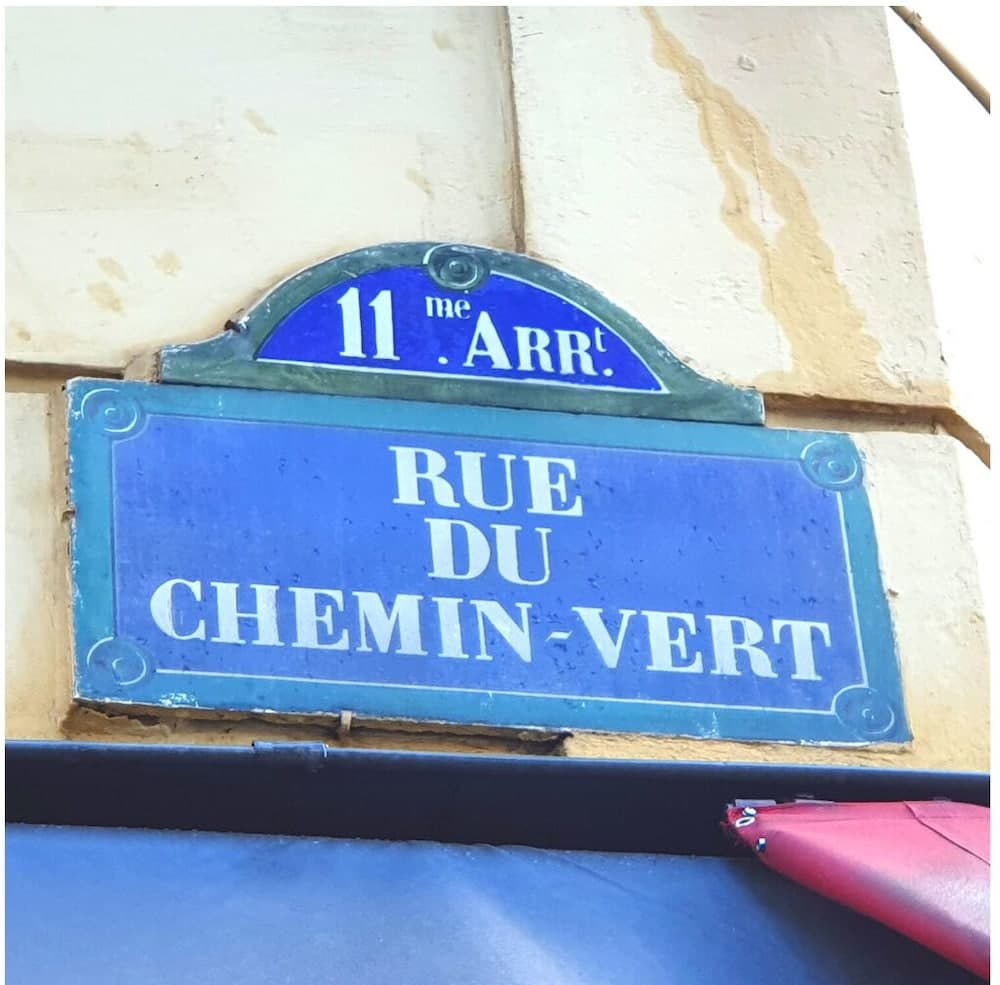 11me. ARRt.
RUE
DU
CHEMIN-VERT